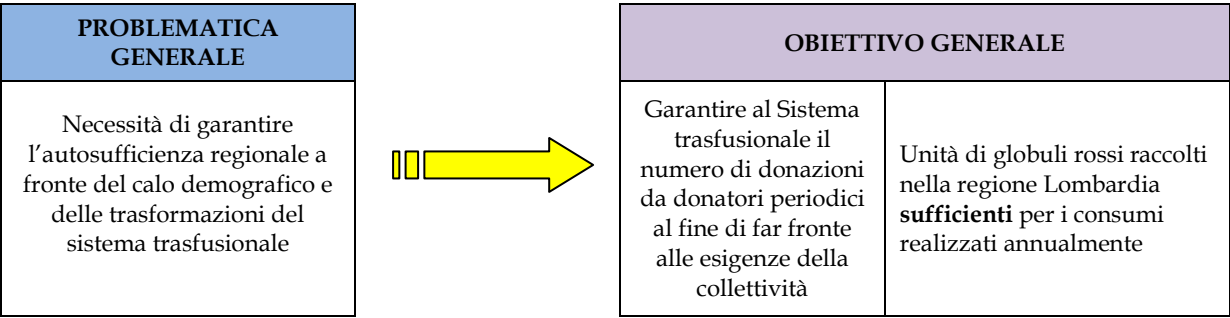 PROBLEMATICA
GENERALE
Necessità di garantire
l'autosufficienza regionale a
fronte del calo demografico e
delle trasformazioni del
sistema trasfusionale
OBIETTIVO GENERALE
Garantire al Sistema
trasfusionale il
numero di donazioni
da donatori periodici
al fine di far fronte
alle esigenze della
collettività
Unità di globuli rossi raccolti
nella regione Lombardia
sufficienti per i consumi
realizzati annualmente